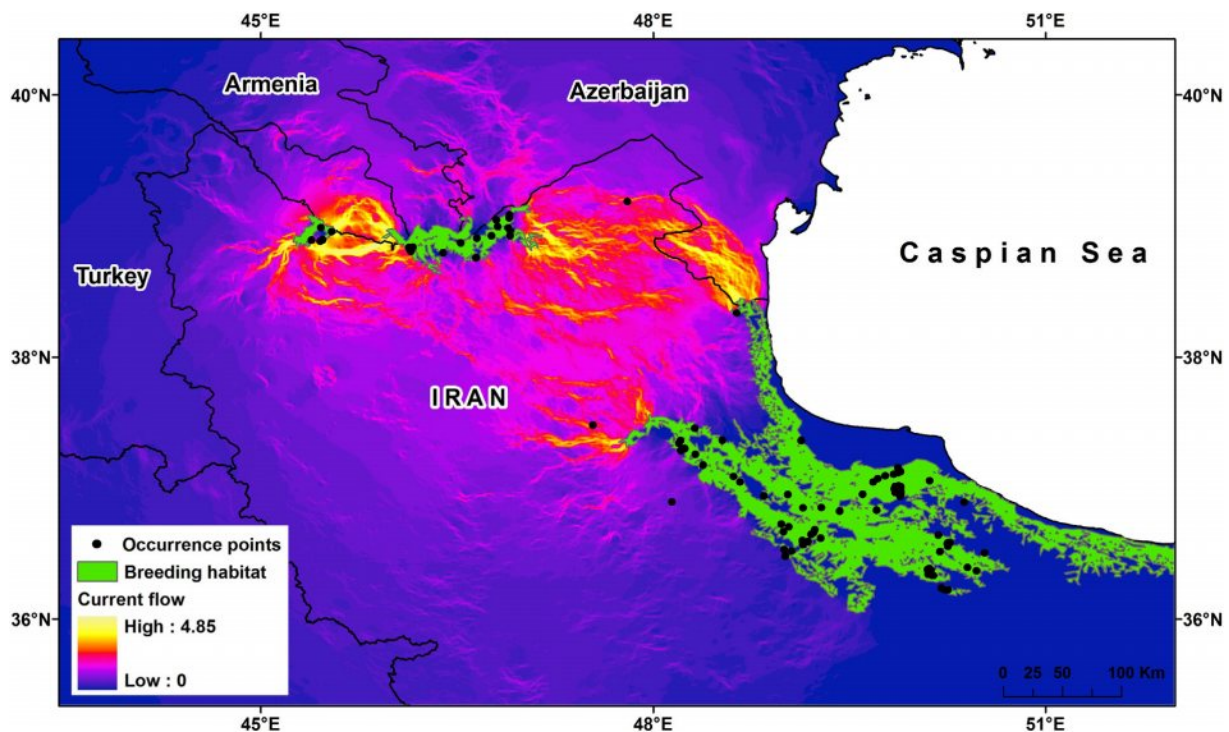 45°E 48°E 51°E
Armenia
Azerbaijan
40°N 40°N
Caspian Sea
Turkey
38°N 38°N
IRAN
Occurrence points
Breeding habitat
Current flow
High : 4.85
Low : 0
36°N 36°N
0 25 50 100 Km
45°E 48°E 51°E